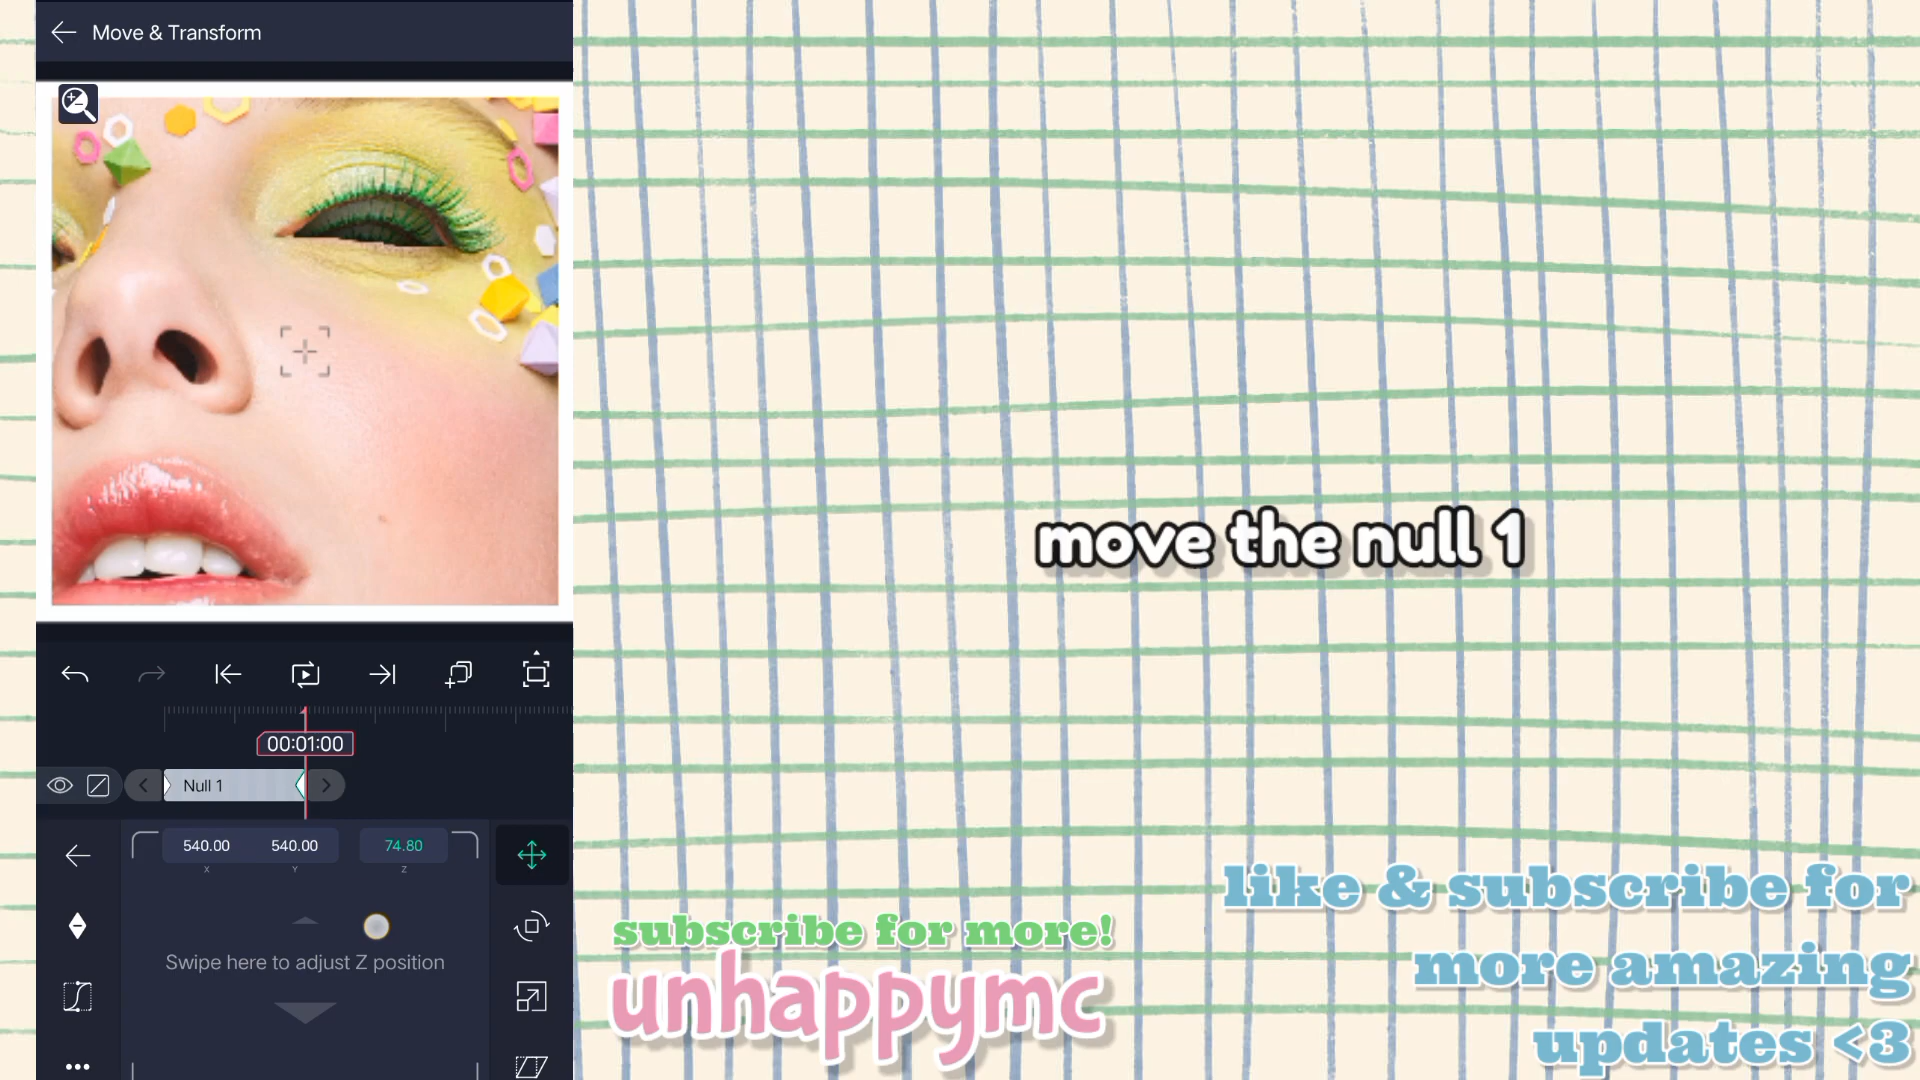 Move & Transform
move the null 1
00:01:00
Null 1
540.00 540.00 74.80
X Y Z
Swipe here to adjust Z position
subscribe for more!
unhappymc
like & subscribe for
more amazing
updates <3